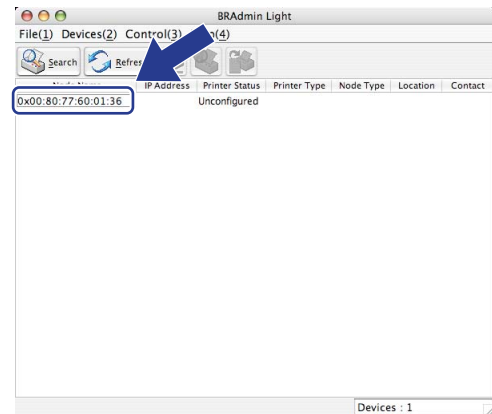 BRAdmin Light
File(1) Devices(2) Control(3) (4)
Search
IP Address Printer Status Printer Type Node Type Location Contact
0x00:80:77:60:01:36 Unconfigured
Devices : 1